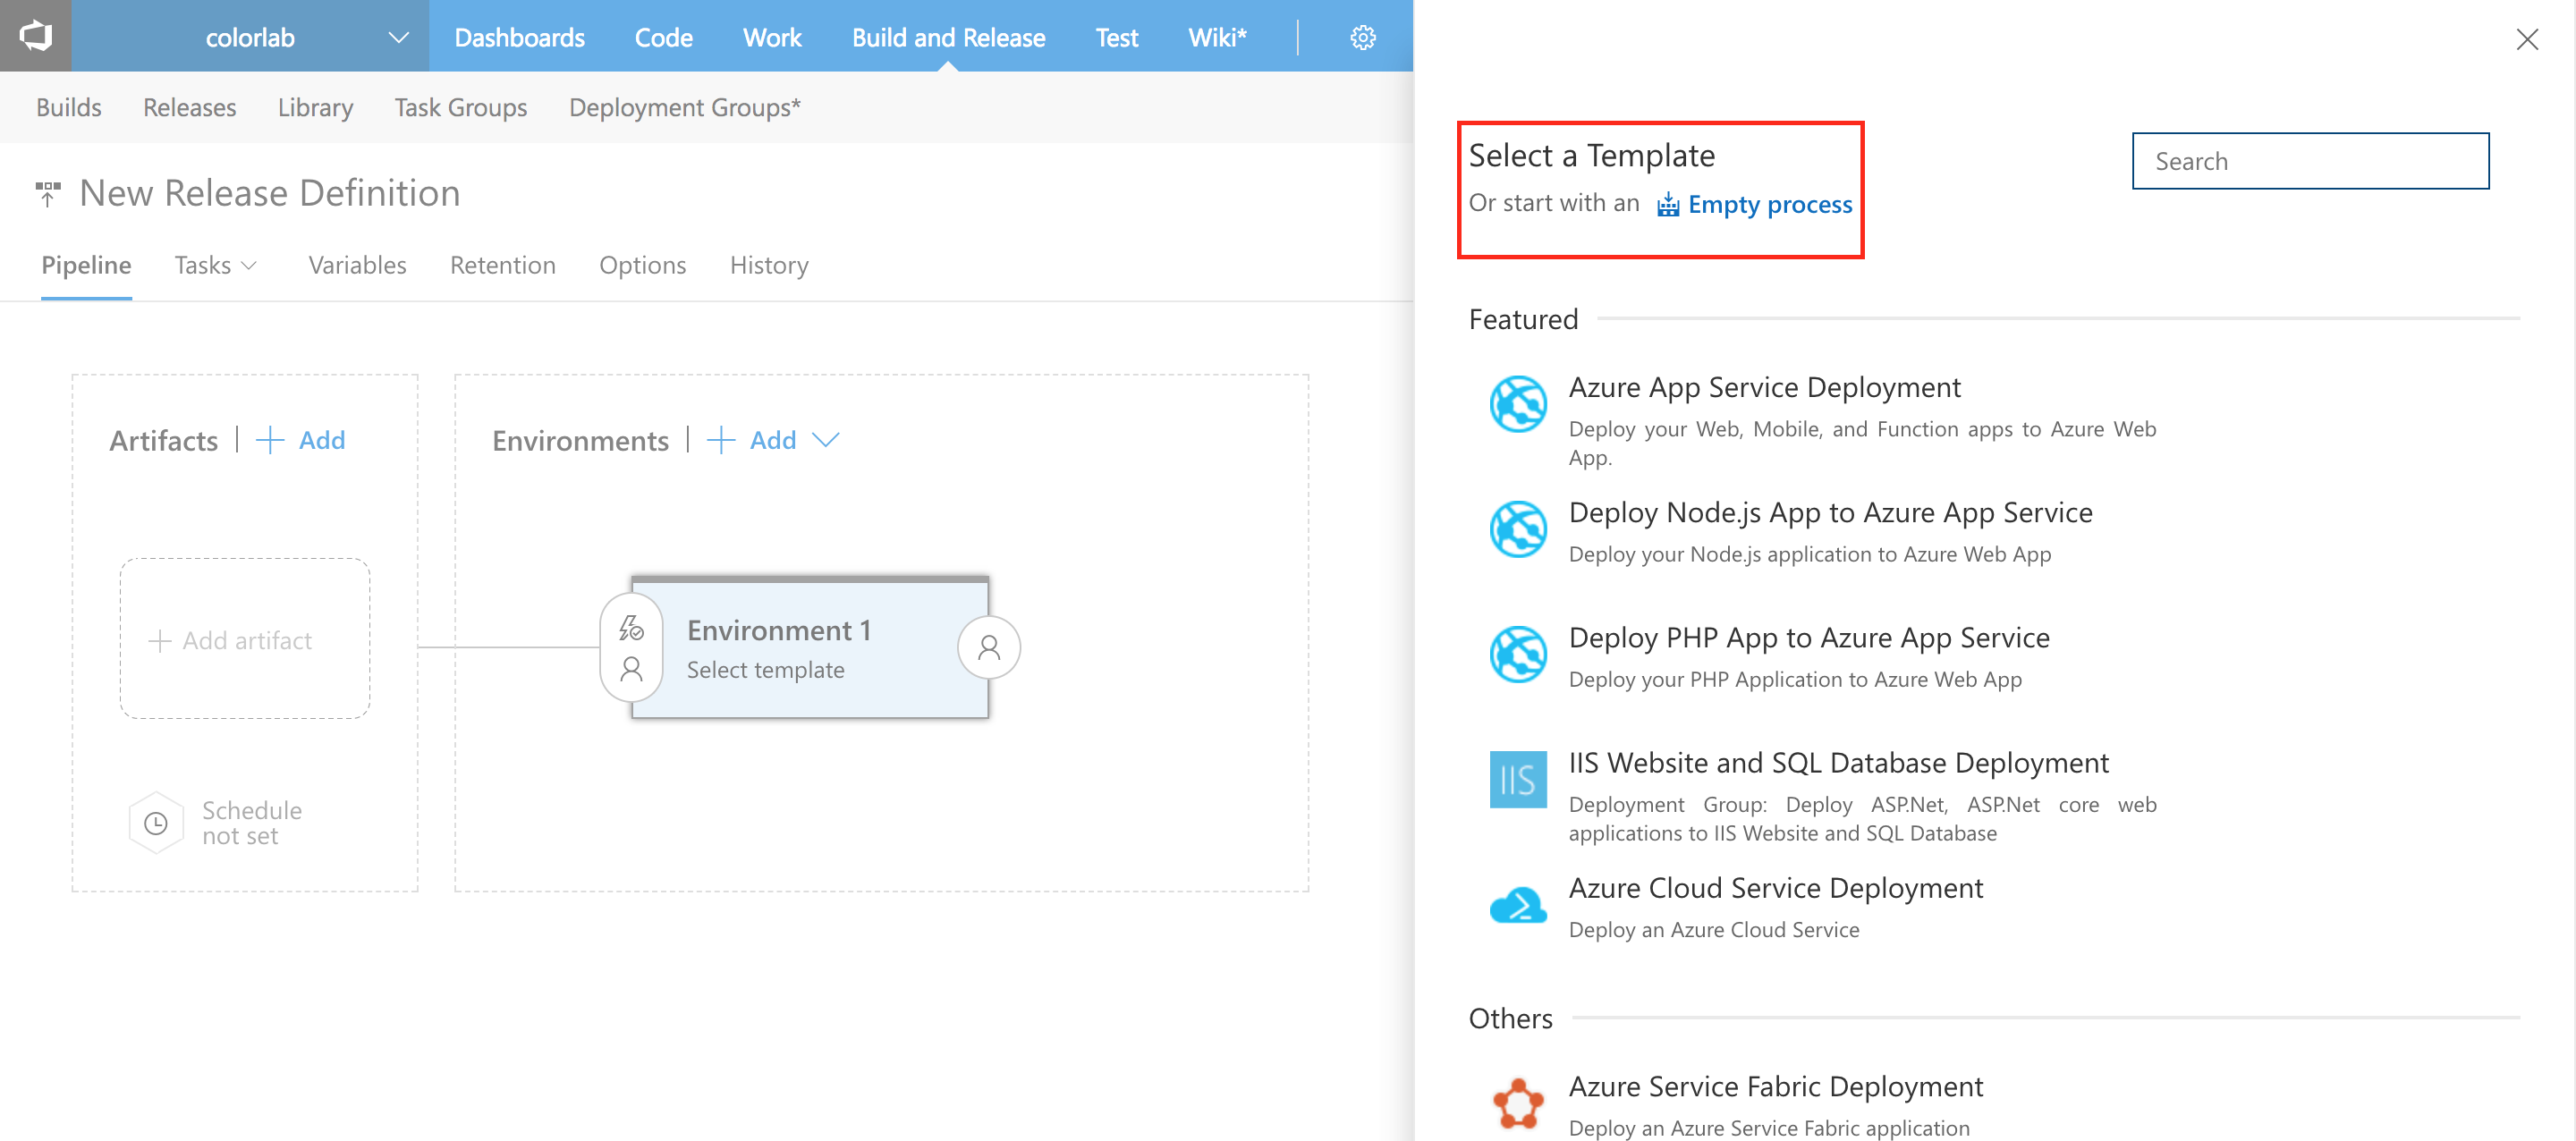 colorlab
Dashboards
Code
Work
Build and Release
Test
Wiki*
Builds
Releases
Library
Task Groups
Deployment Groups*
New Release Definition
Pipeline
Tasks
Variables
Retention
Options
History
Artifacts | + Add
Environments | + Add
+ Add artifact
Environment 1
Select template
Schedule
not set
Select a Template
Or start with an Empty process
Search
Featured
Azure App Service Deployment
Deploy your Web, Mobile, and Function apps to Azure Web
App.
Deploy Node.js App to Azure App Service
Deploy your Node.js application to Azure Web App
Deploy PHP App to Azure App Service
Deploy your PHP Application to Azure Web App
IIS
IIS Website and SQL Database Deployment
Deployment Group: Deploy ASP.Net, ASP.Net core web
applications to IIS Website and SQL Database
Azure Cloud Service Deployment
Deploy an Azure Cloud Service
Others
Azure Service Fabric Deployment
Deploy an Azure Service Fabric application